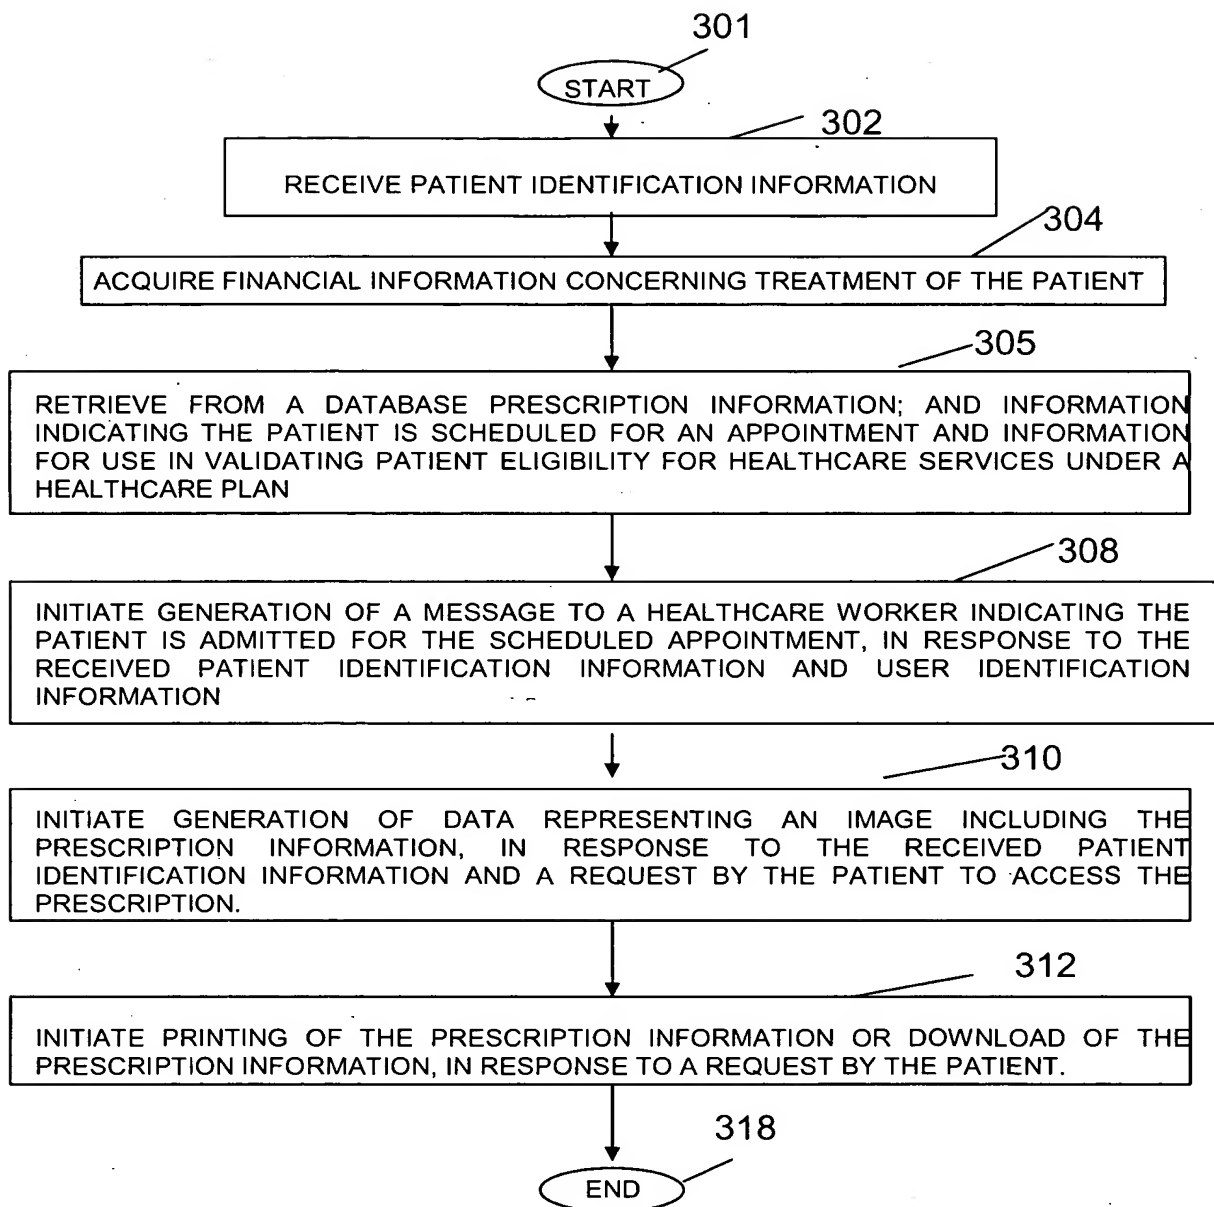 301
START
302
RECEIVE PATIENT IDENTIFICATION INFORMATION
304
ACQUIRE FINANCIAL INFORMATION CONCERNING TREATMENT OF THE PATIENT
305
RETRIEVE FROM A DATABASE PRESCRIPTION INFORMATION; AND INFORMATION
INDICATING THE PATIENT IS SCHEDULED FOR AN APPOINTMENT AND INFORMATION
FOR USE IN VALIDATING PATIENT ELIGIBILITY FOR HEALTHCARE SERVICES UNDER A
HEALTHCARE PLAN
308
INITIATE GENERATION OF A MESSAGE TO A HEALTHCARE WORKER INDICATING THE
PATIENT IS ADMITTED FOR THE SCHEDULED APPOINTMENT, IN RESPONSE TO THE
RECEIVED PATIENT IDENTIFICATION INFORMATION AND USER IDENTIFICATION
INFORMATION
310
INITIATE GENERATION OF DATA REPRESENTING AN IMAGE INCLUDING THE
PRESCRIPTION INFORMATION, IN RESPONSE TO THE RECEIVED PATIENT
IDENTIFICATION INFORMATION AND A REQUEST BY THE PATIENT TO ACCESS THE
PRESCRIPTION.
312
INITIATE PRINTING OF THE PRESCRIPTION INFORMATION OR DOWNLOAD OF THE
PRESCRIPTION INFORMATION, IN RESPONSE TO A REQUEST BY THE PATIENT.
318
END